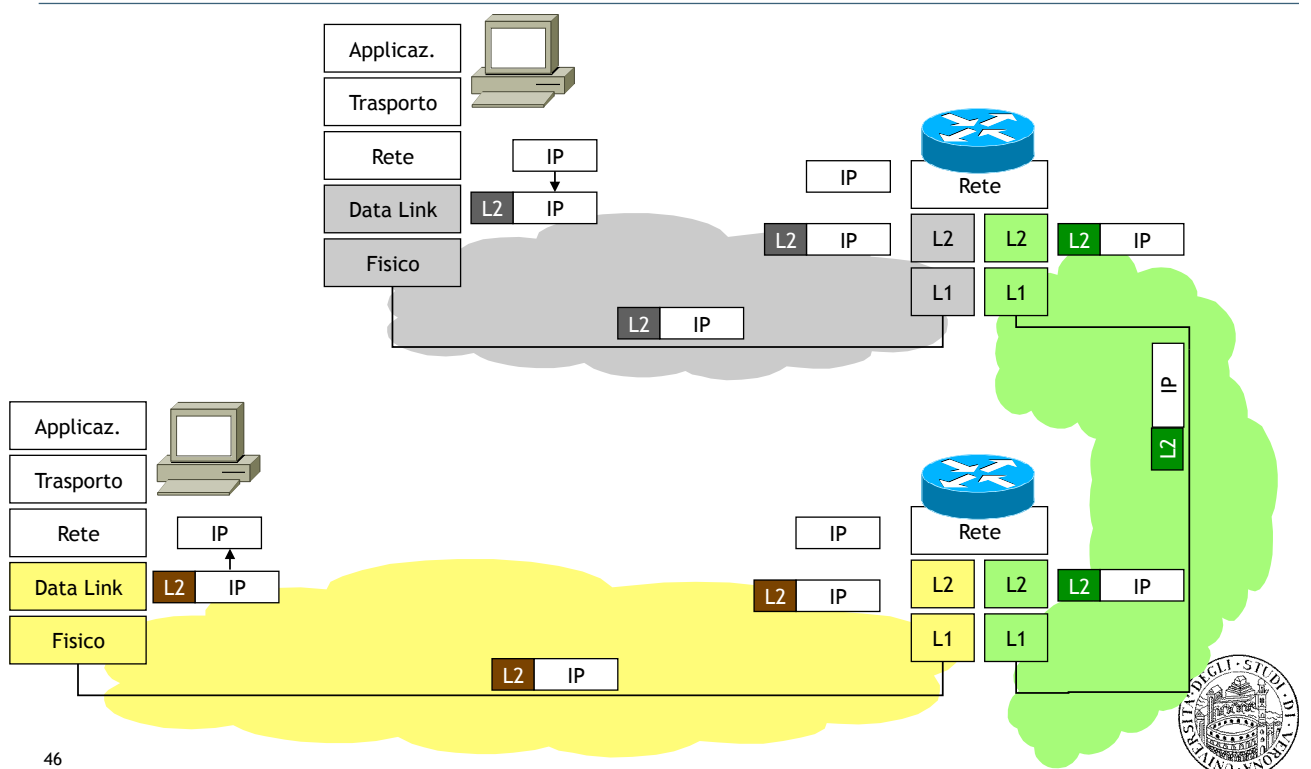 Applicaz.
Trasporto
Rete
Data Link
Fisico
IP
L2 IP
L2 IP
IP
L2 IP
Rete
L2 L2
L1 L1
L2 IP
IP
L2
Applicaz.
Trasporto
Rete
Data Link
Fisico
IP
L2 IP
L2 IP
IP
L2 IP
Rete
L2 L2
L1 L1
L2 IP
46